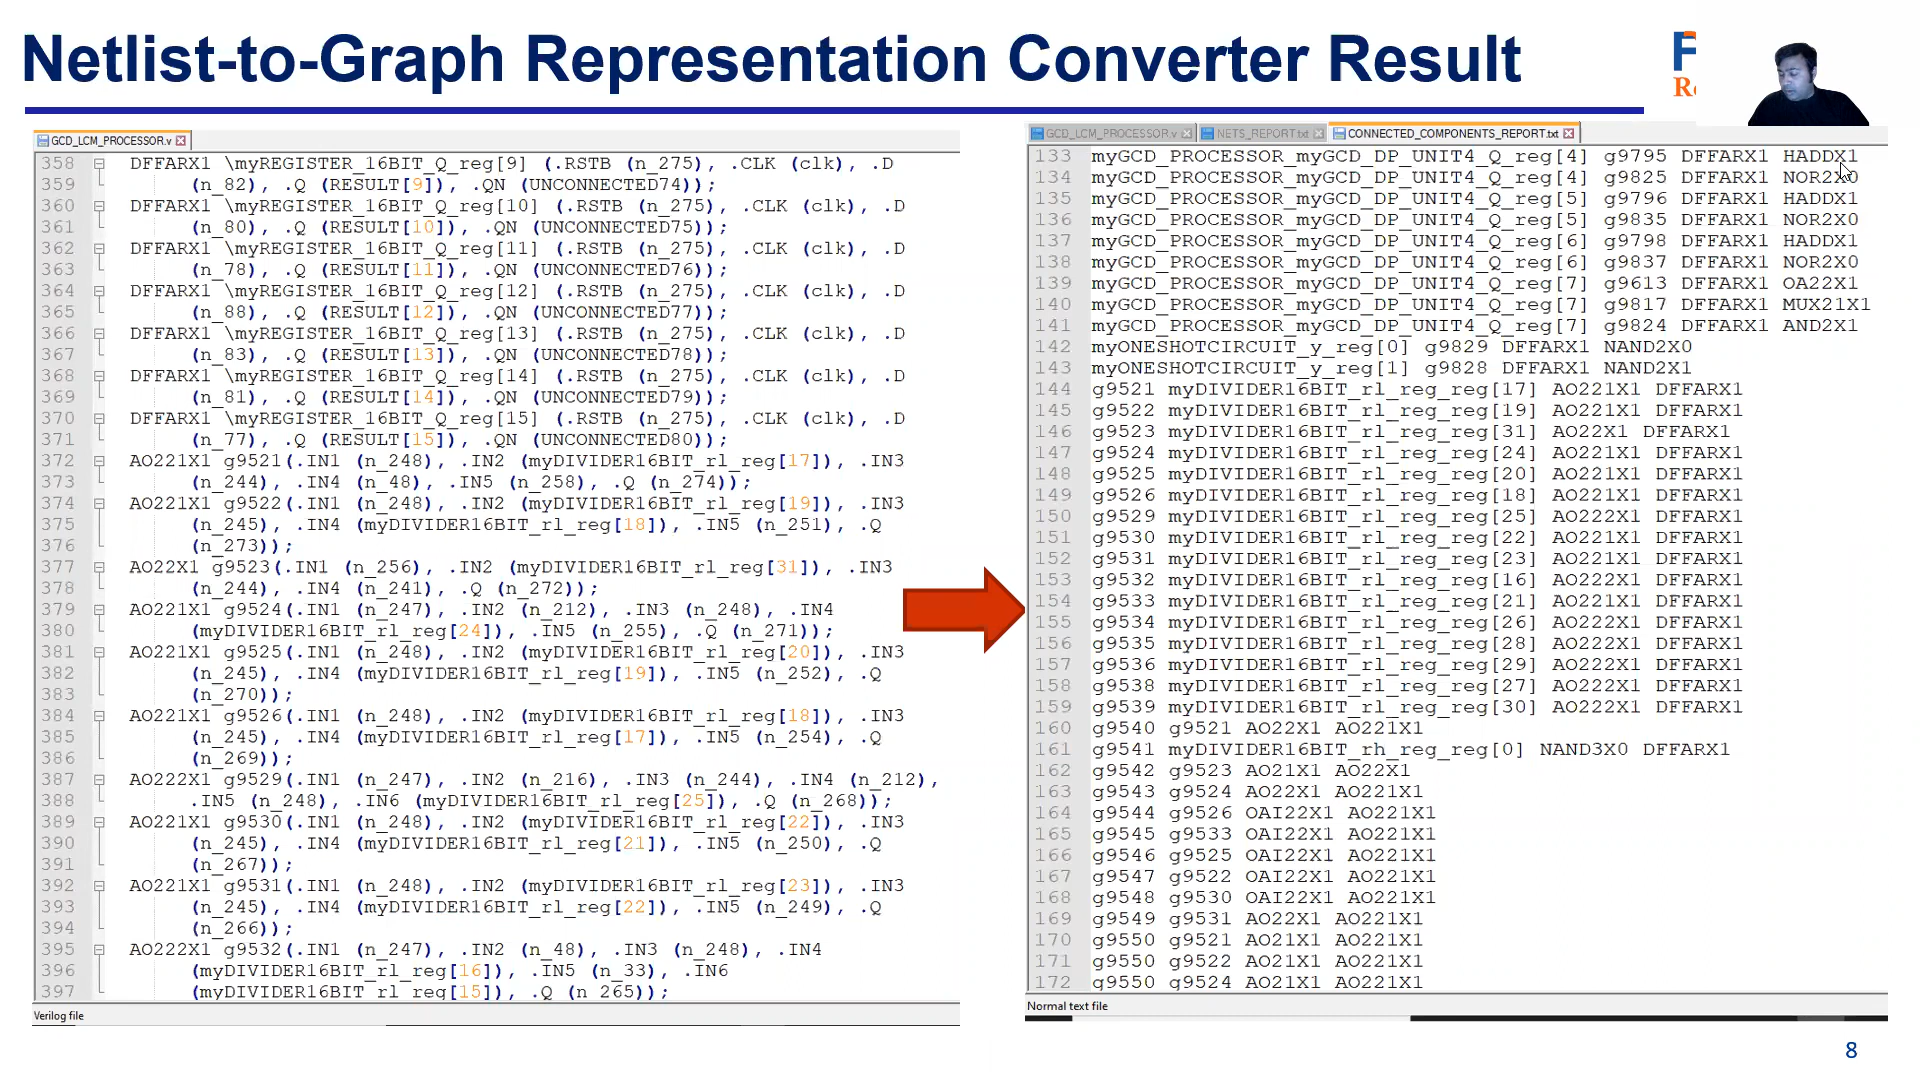 Netlist-to-Graph Representation Converter Result
GCD_LCM_PROCESSOR.v
358 DFFARX1 \myREGISTER_16BIT_Q_reg[9] (.RSTB (n_275), .CLK (clk), .D
359 (n_82), .Q (RESULT[9]), .QN (UNCONNECTED74));
360 DFFARX1 \myREGISTER_16BIT_Q_reg[10] (.RSTB (n_275), .CLK (clk), .D
361 (n_80), .Q (RESULT[10]), .QN (UNCONNECTED75));
362 DFFARX1 \myREGISTER_16BIT_Q_reg[11] (.RSTB (n_275), .CLK (clk), .D
363 (n_78), .Q (RESULT[11]), .QN (UNCONNECTED76));
364 DFFARX1 \myREGISTER_16BIT_Q_reg[12] (.RSTB (n_275), .CLK (clk), .D
365 (n_88), .Q (RESULT[12]), .QN (UNCONNECTED77));
366 DFFARX1 \myREGISTER_16BIT_Q_reg[13] (.RSTB (n_275), .CLK (clk), .D
367 (n_83), .Q (RESULT[13]), .QN (UNCONNECTED78));
368 DFFARX1 \myREGISTER_16BIT_Q_reg[14] (.RSTB (n_275), .CLK (clk), .D
369 (n_81), .Q (RESULT[14]), .QN (UNCONNECTED79));
370 DFFARX1 \myREGISTER_16BIT_Q_reg[15] (.RSTB (n_275), .CLK (clk), .D
371 (n_77), .Q (RESULT[15]), .QN (UNCONNECTED80));
372 AO221X1 g9521(.IN1 (n_248), .IN2 (myDIVIDER16BIT_rl_reg[17]), .IN3
373 (n_244), .IN4 (n_48), .IN5 (n_258), .Q (n_274));
374 AO221X1 g9522(.IN1 (n_248), .IN2 (myDIVIDER16BIT_rl_reg[19]), .IN3
375 (n_245), .IN4 (myDIVIDER16BIT_rl_reg[18]), .IN5 (n_251), .Q
376 (n_273));
377 AO22X1 g9523(.IN1 (n_256), .IN2 (myDIVIDER16BIT_rl_reg[31]), .IN3
378 (n_244), .IN4 (n_241), .Q (n_272));
379 AO221X1 g9524(.IN1 (n_247), .IN2 (n_212), .IN3 (n_248), .IN4
380 (myDIVIDER16BIT_rl_reg[24]), .IN5 (n_255), .Q (n_271));
381 AO221X1 g9525(.IN1 (n_248), .IN2 (myDIVIDER16BIT_rl_reg[20]), .IN3
382 (n_245), .IN4 (myDIVIDER16BIT_rl_reg[19]), .IN5 (n_252), .Q
383 (n_270));
384 AO221X1 g9526(.IN1 (n_248), .IN2 (myDIVIDER16BIT_rl_reg[18]), .IN3
385 (n_245), .IN4 (myDIVIDER16BIT_rl_reg[17]), .IN5 (n_254), .Q
386 (n_269));
387 AO222X1 g9529(.IN1 (n_247), .IN2 (n_216), .IN3 (n_244), .IN4 (n_212),
388 .IN5 (n_248), .IN6 (myDIVIDER16BIT_rl_reg[25]), .Q (n_268));
389 AO221X1 g9530(.IN1 (n_248), .IN2 (myDIVIDER16BIT_rl_reg[22]), .IN3
390 (n_245), .IN4 (myDIVIDER16BIT_rl_reg[21]), .IN5 (n_250), .Q
391 (n_267));
392 AO221X1 g9531(.IN1 (n_248), .IN2 (myDIVIDER16BIT_rl_reg[23]), .IN3
393 (n_245), .IN4 (myDIVIDER16BIT_rl_reg[22]), .IN5 (n_249), .Q
394 (n_266));
395 AO222X1 g9532(.IN1 (n_247), .IN2 (n_48), .IN3 (n_248), .IN4
396 (myDIVIDER16BIT_rl_reg[16]), .IN5 (n_33), .IN6
397 (myDIVIDER16BIT_rl_reg[15]), .Q (n_265));
Verilog file
GCD_LCM_PROCESSOR.v NETS_REPORT.txt CONNECTED_COMPONENTS_REPORT.txt
133 myGCD_PROCESSOR_myGCD_DP_UNIT4_Q_reg[4] g9795 DFFARX1 HADDX1
134 myGCD_PROCESSOR_myGCD_DP_UNIT4_Q_reg[4] g9825 DFFARX1 NOR2X0
135 myGCD_PROCESSOR_myGCD_DP_UNIT4_Q_reg[5] g9796 DFFARX1 HADDX1
136 myGCD_PROCESSOR_myGCD_DP_UNIT4_Q_reg[5] g9835 DFFARX1 NOR2X0
137 myGCD_PROCESSOR_myGCD_DP_UNIT4_Q_reg[6] g9798 DFFARX1 HADDX1
138 myGCD_PROCESSOR_myGCD_DP_UNIT4_Q_reg[6] g9837 DFFARX1 NOR2X0
139 myGCD_PROCESSOR_myGCD_DP_UNIT4_Q_reg[7] g9613 DFFARX1 OA22X1
140 myGCD_PROCESSOR_myGCD_DP_UNIT4_Q_reg[7] g9817 DFFARX1 MUX21X1
141 myGCD_PROCESSOR_myGCD_DP_UNIT4_Q_reg[7] g9824 DFFARX1 AND2X1
142 myONESHOTCIRCUIT_y_reg[0] g9829 DFFARX1 NAND2X0
143 myONESHOTCIRCUIT_y_reg[1] g9828 DFFARX1 NAND2X1
144 g9521 myDIVIDER16BIT_rl_reg_reg[17] AO221X1 DFFARX1
145 g9522 myDIVIDER16BIT_rl_reg_reg[19] AO221X1 DFFARX1
146 g9523 myDIVIDER16BIT_rl_reg_reg[31] AO22X1 DFFARX1
147 g9524 myDIVIDER16BIT_rl_reg_reg[24] AO221X1 DFFARX1
148 g9525 myDIVIDER16BIT_rl_reg_reg[20] AO221X1 DFFARX1
149 g9526 myDIVIDER16BIT_rl_reg_reg[18] AO221X1 DFFARX1
150 g9529 myDIVIDER16BIT_rl_reg_reg[25] AO222X1 DFFARX1
151 g9530 myDIVIDER16BIT_rl_reg_reg[22] AO221X1 DFFARX1
152 g9531 myDIVIDER16BIT_rl_reg_reg[23] AO221X1 DFFARX1
153 g9532 myDIVIDER16BIT_rl_reg_reg[16] AO222X1 DFFARX1
154 g9533 myDIVIDER16BIT_rl_reg_reg[21] AO221X1 DFFARX1
155 g9534 myDIVIDER16BIT_rl_reg_reg[26] AO222X1 DFFARX1
156 g9535 myDIVIDER16BIT_rl_reg_reg[28] AO222X1 DFFARX1
157 g9536 myDIVIDER16BIT_rl_reg_reg[29] AO222X1 DFFARX1
158 g9538 myDIVIDER16BIT_rl_reg_reg[27] AO222X1 DFFARX1
159 g9539 myDIVIDER16BIT_rl_reg_reg[30] AO222X1 DFFARX1
160 g9540 g9521 AO22X1 AO221X1
161 g9541 myDIVIDER16BIT_rh_reg_reg[0] NAND3X0 DFFARX1
162 g9542 g9523 AO21X1 AO22X1
163 g9543 g9524 AO22X1 AO221X1
164 g9544 g9526 OAI22X1 AO221X1
165 g9545 g9533 OAI22X1 AO221X1
166 g9546 g9525 OAI22X1 AO221X1
167 g9547 g9522 OAI22X1 AO221X1
168 g9548 g9530 OAI22X1 AO221X1
169 g9549 g9531 AO22X1 AO221X1
170 g9550 g9521 AO21X1 AO221X1
171 g9550 g9522 AO21X1 AO221X1
172 g9550 g9524 AO21X1 AO221X1
Normal text file
8